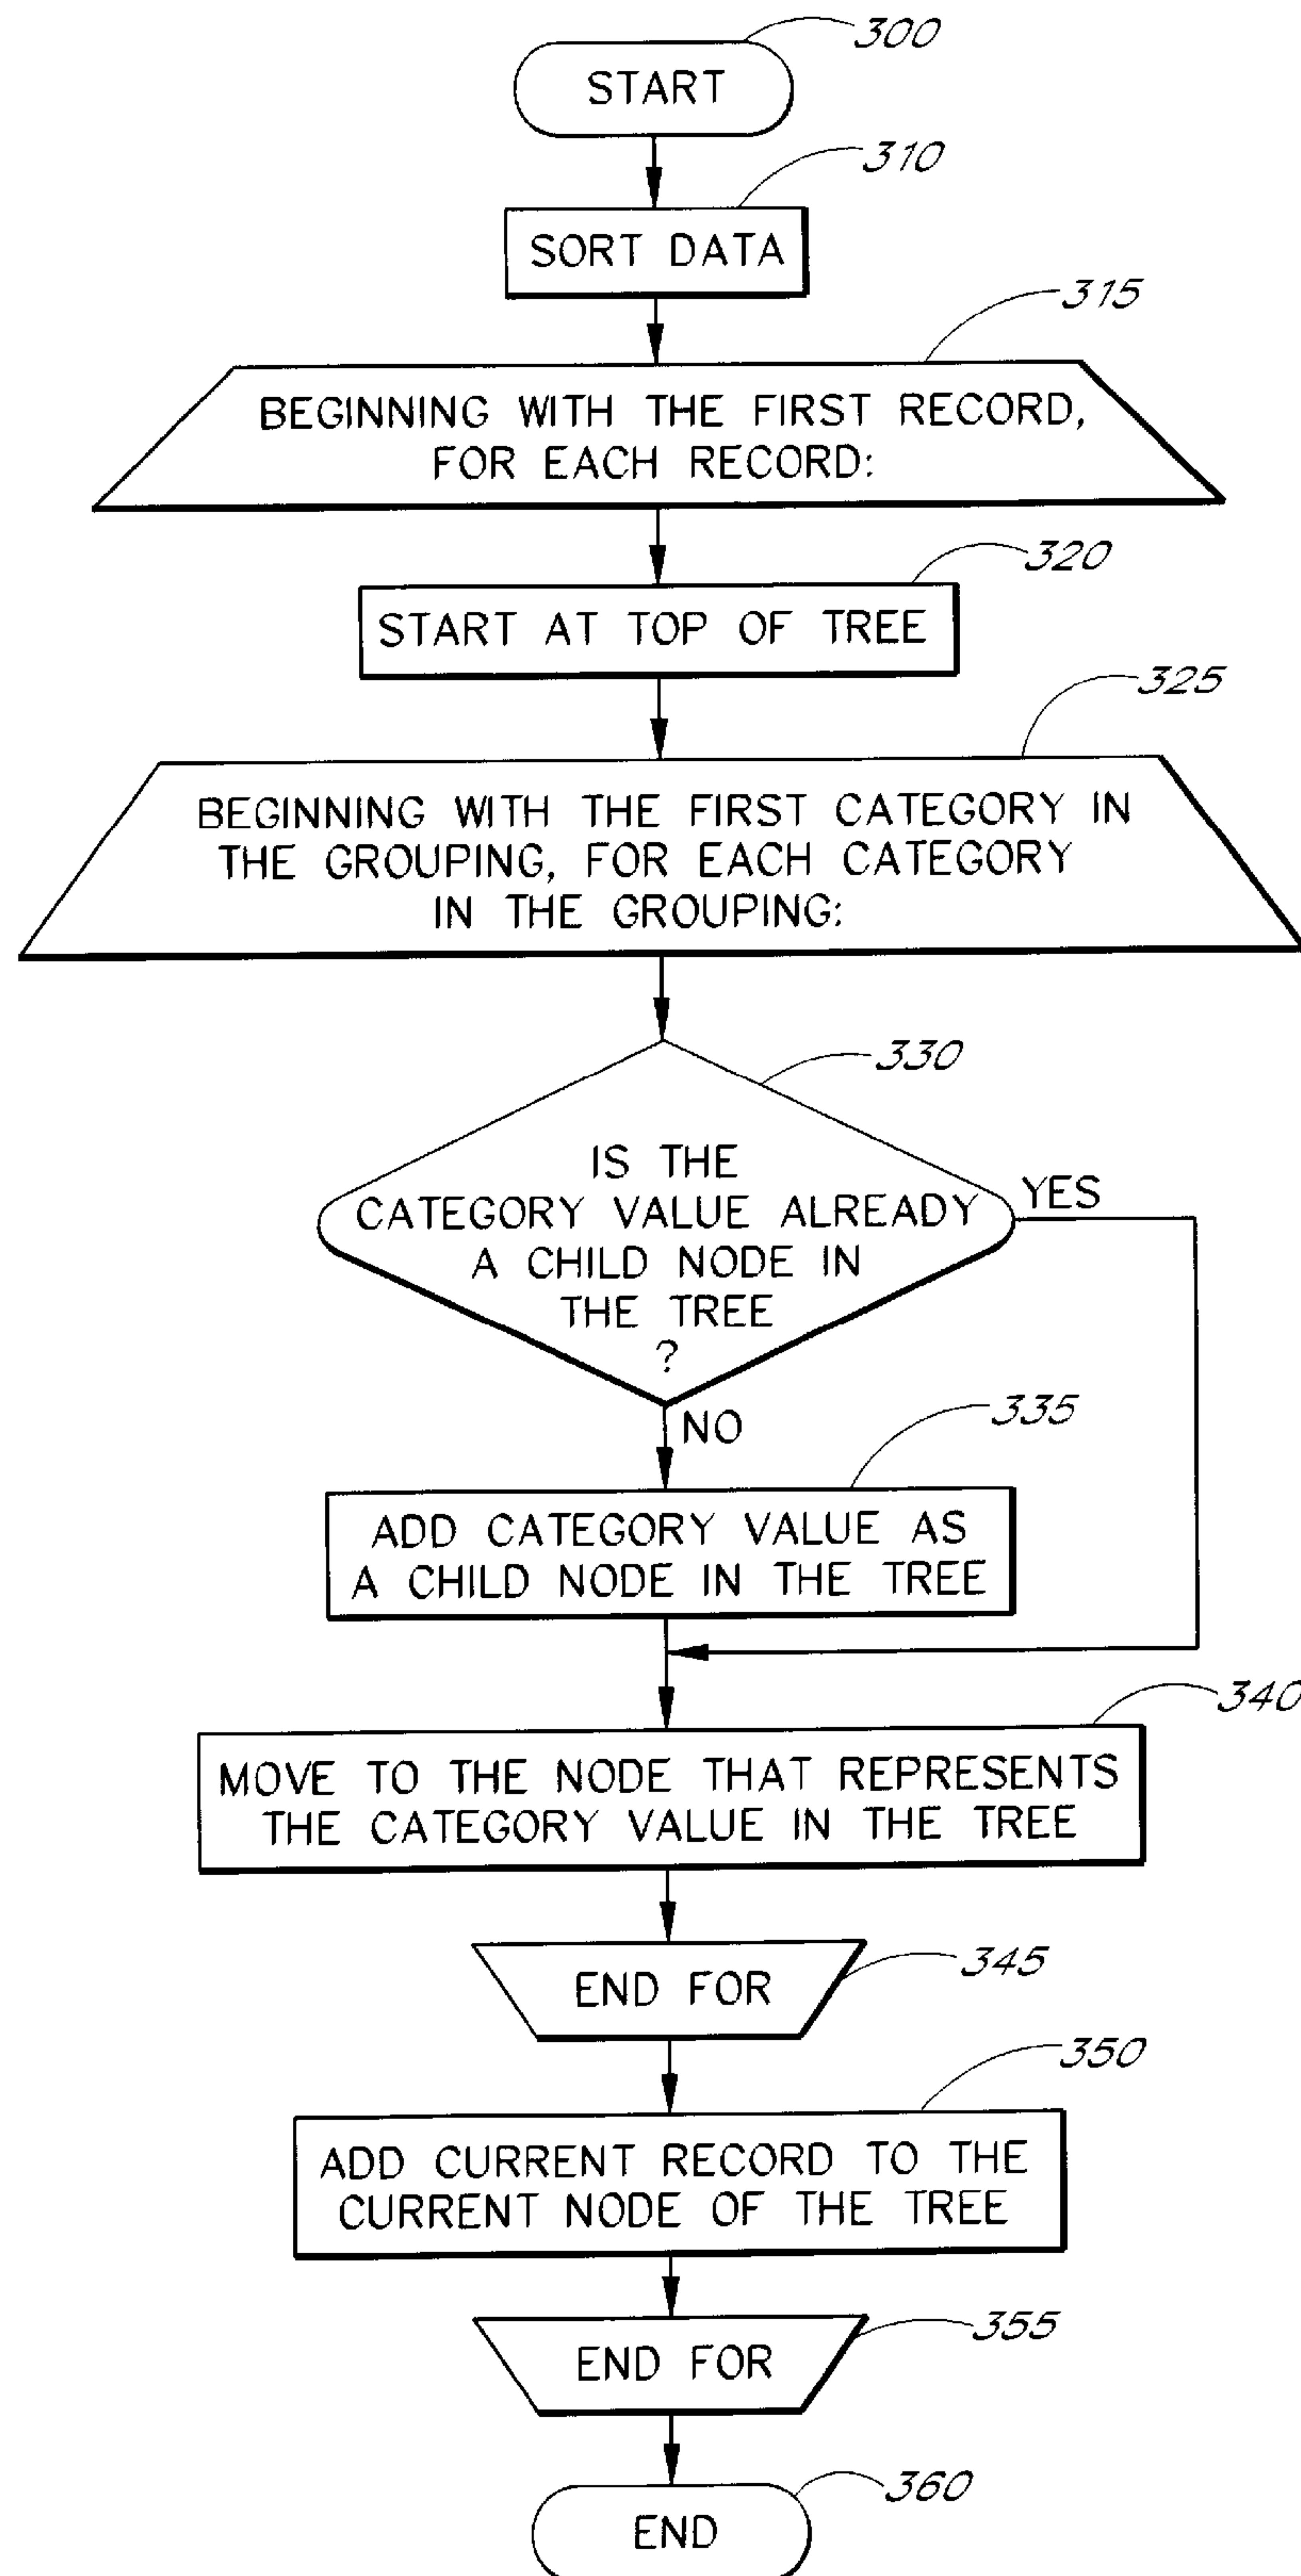 300
START
310
SORT DATA
315
BEGINNING WITH THE FIRST RECORD,
FOR EACH RECORD:
320
START AT TOP OF TREE
325
BEGINNING WITH THE FIRST CATEGORY IN
THE GROUPING, FOR EACH CATEGORY
IN THE GROUPING:
330
IS THE
CATEGORY VALUE ALREADY
A CHILD NODE IN
THE TREE
?
YES
NO
335
ADD CATEGORY VALUE AS
A CHILD NODE IN THE TREE
340
MOVE TO THE NODE THAT REPRESENTS
THE CATEGORY VALUE IN THE TREE
345
END FOR
350
ADD CURRENT RECORD TO THE
CURRENT NODE OF THE TREE
355
END FOR
360
END